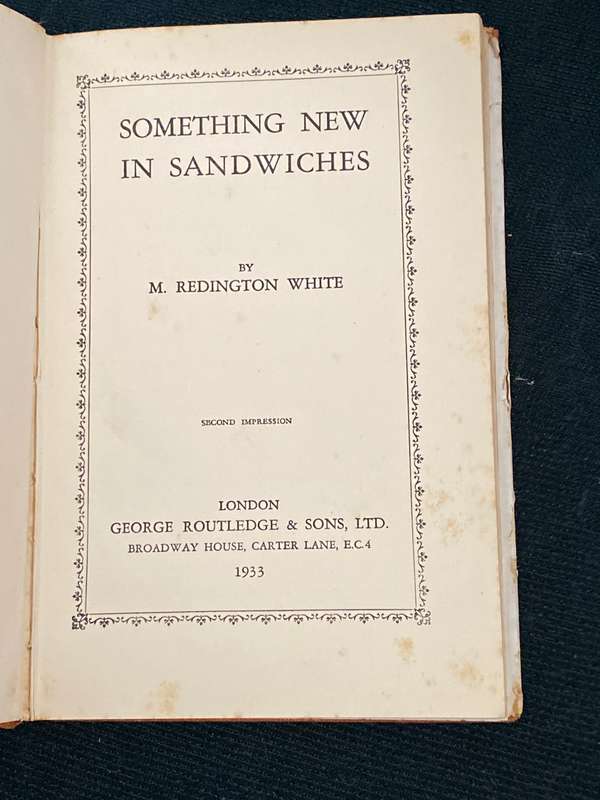 SOMETHING NEW
IN SANDWICHES
BY
M. REDINGTON WHITE
SECOND IMPRESSION
LONDON
GEORGE ROUTLEDGE & SONS, LTD.
BROADWAY HOUSE, CARTER LANE, E.C.4
1933